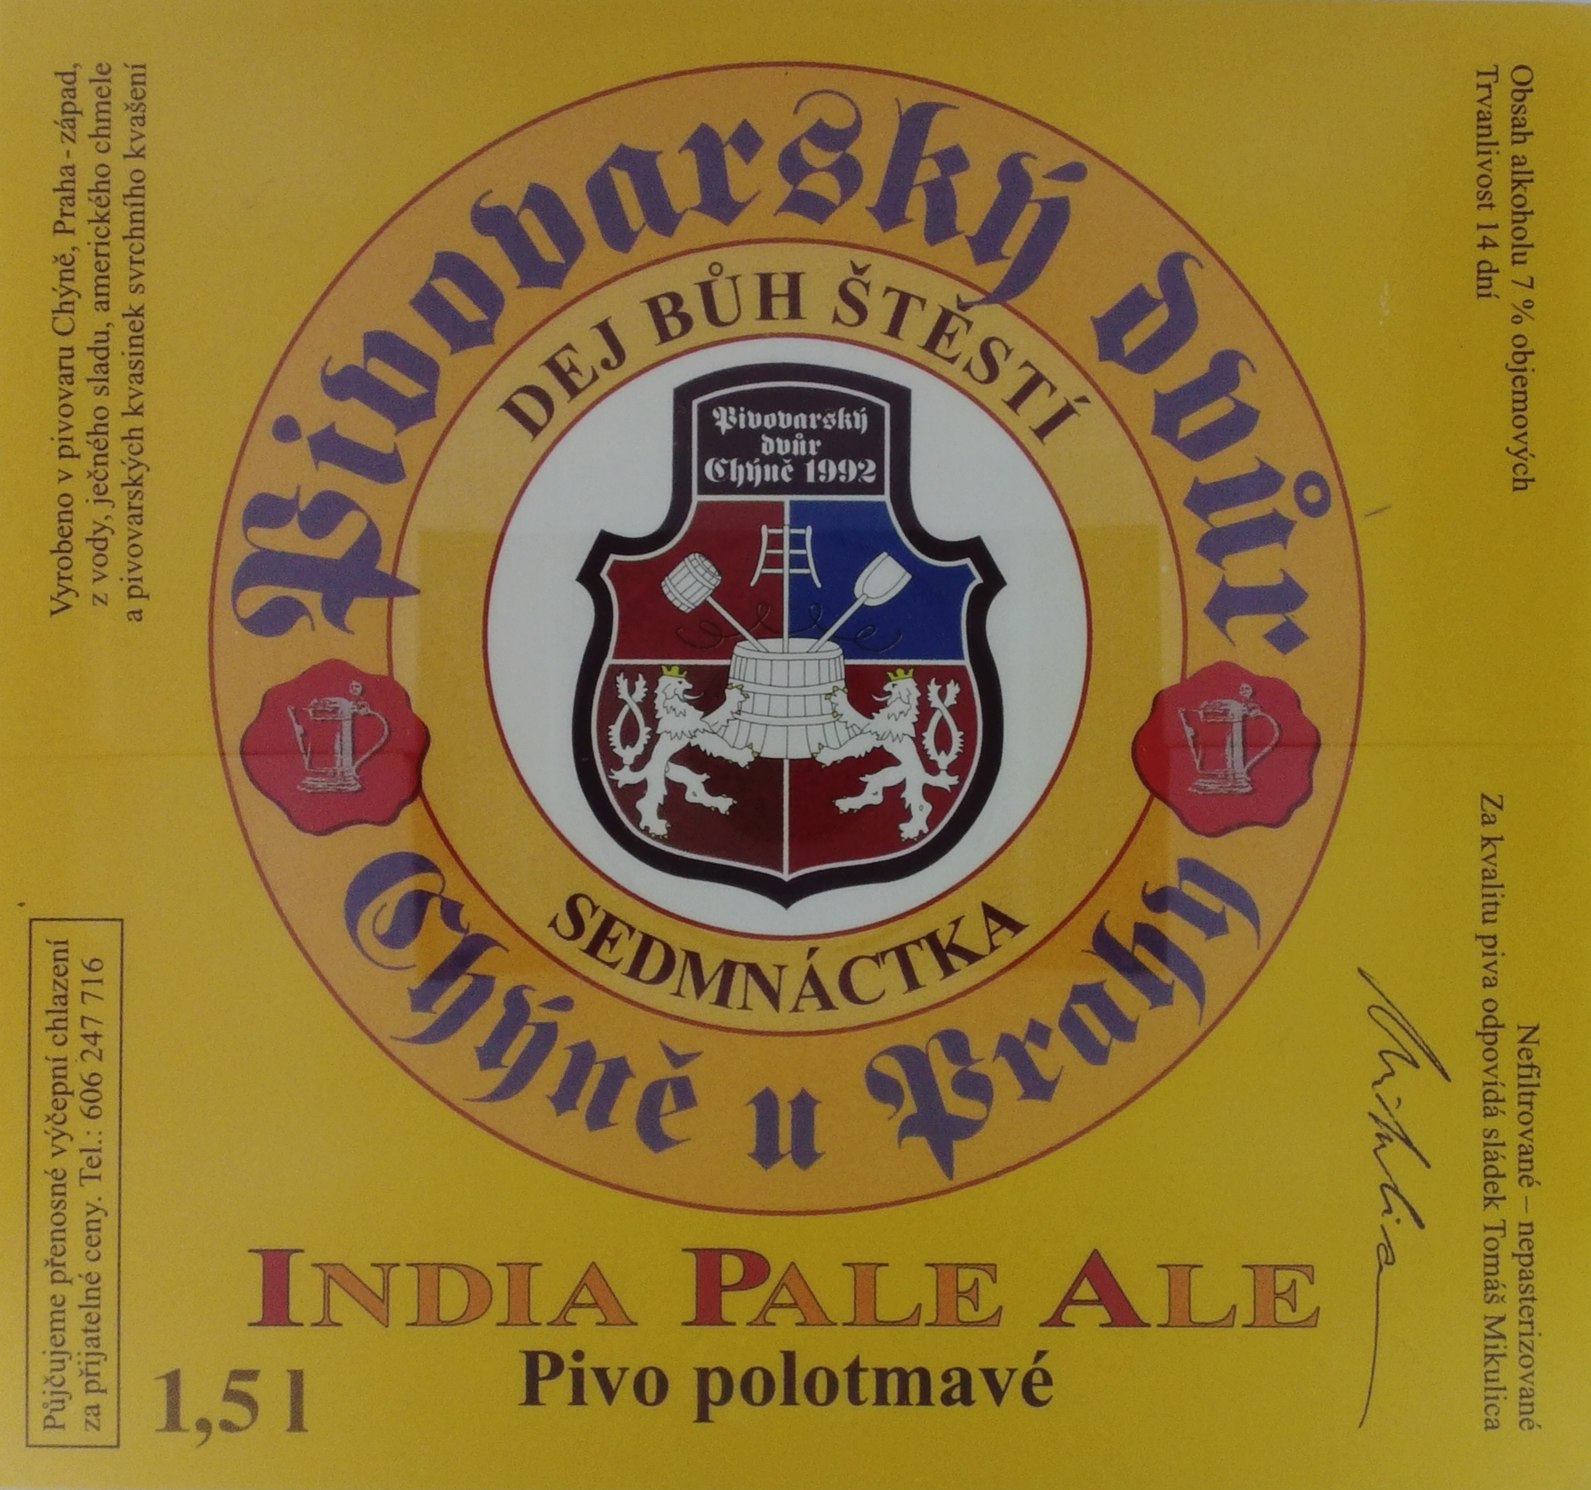 Vyrobeno v pivovaru Chýně, Praha - západ,
z vody, ječného sladu, amerického chmele
a pivovarských kvasinek svrchního kvašení
Půjčujeme přenosné výčepní chlazení
za přijatelné ceny. Tel.: 606 247 716
Pivovarský dvůr
DEJ BŮH ŠTĚSTÍ
Pivovarský
dvůr
Chýně 1992
SEDMNÁCTKA
Chýně u Prahy
INDIA PALE ALE
Pivo polotmavé
1,5 l
Obsah alkoholu 7 % objemových
Trvanlivost 14 dní
Nefiltrované – nepasterizované
Za kvalitu piva odpovídá sládek Tomáš Mikulica
Mikulica